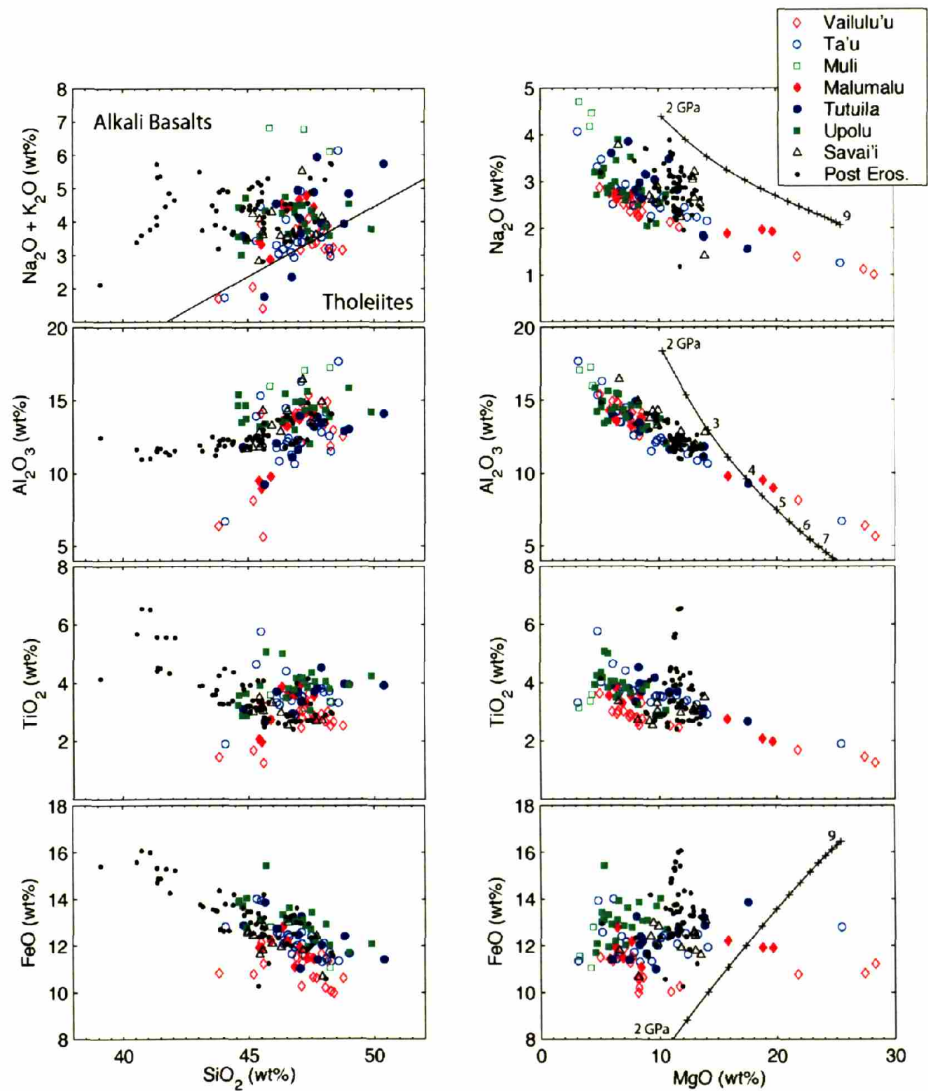 Vailulu'u
Ta'u
Muli
Malumalu
Tutuila
Upolu
Savai'i
Post Eros.
8
7
6
5
4
3
2
Na₂O + K₂O (wt%)
Alkali Basalts
Tholeiites
5
4
3
2
1
Na₂O (wt%)
2 GPa
9
20
15
10
5
Al₂O₃ (wt%)
20
15
10
5
Al₂O₃ (wt%)
2 GPa
3
4
5
6
7
8
6
4
2
TiO₂ (wt%)
8
6
4
2
TiO₂ (wt%)
18
16
14
12
10
8
FeO (wt%)
40
45
50
SiO₂ (wt%)
18
16
14
12
10
8
FeO (wt%)
9
2 GPa
0
10
20
30
MgO (wt%)